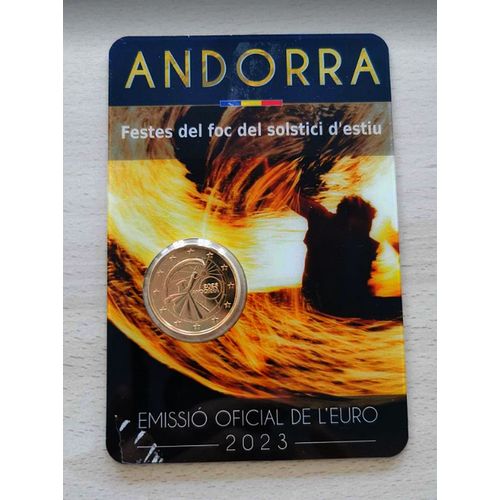 ANDORRA
Festes del foc del solstici d'estiu
EMISSIÓ OFICIAL DE L'EURO
2023